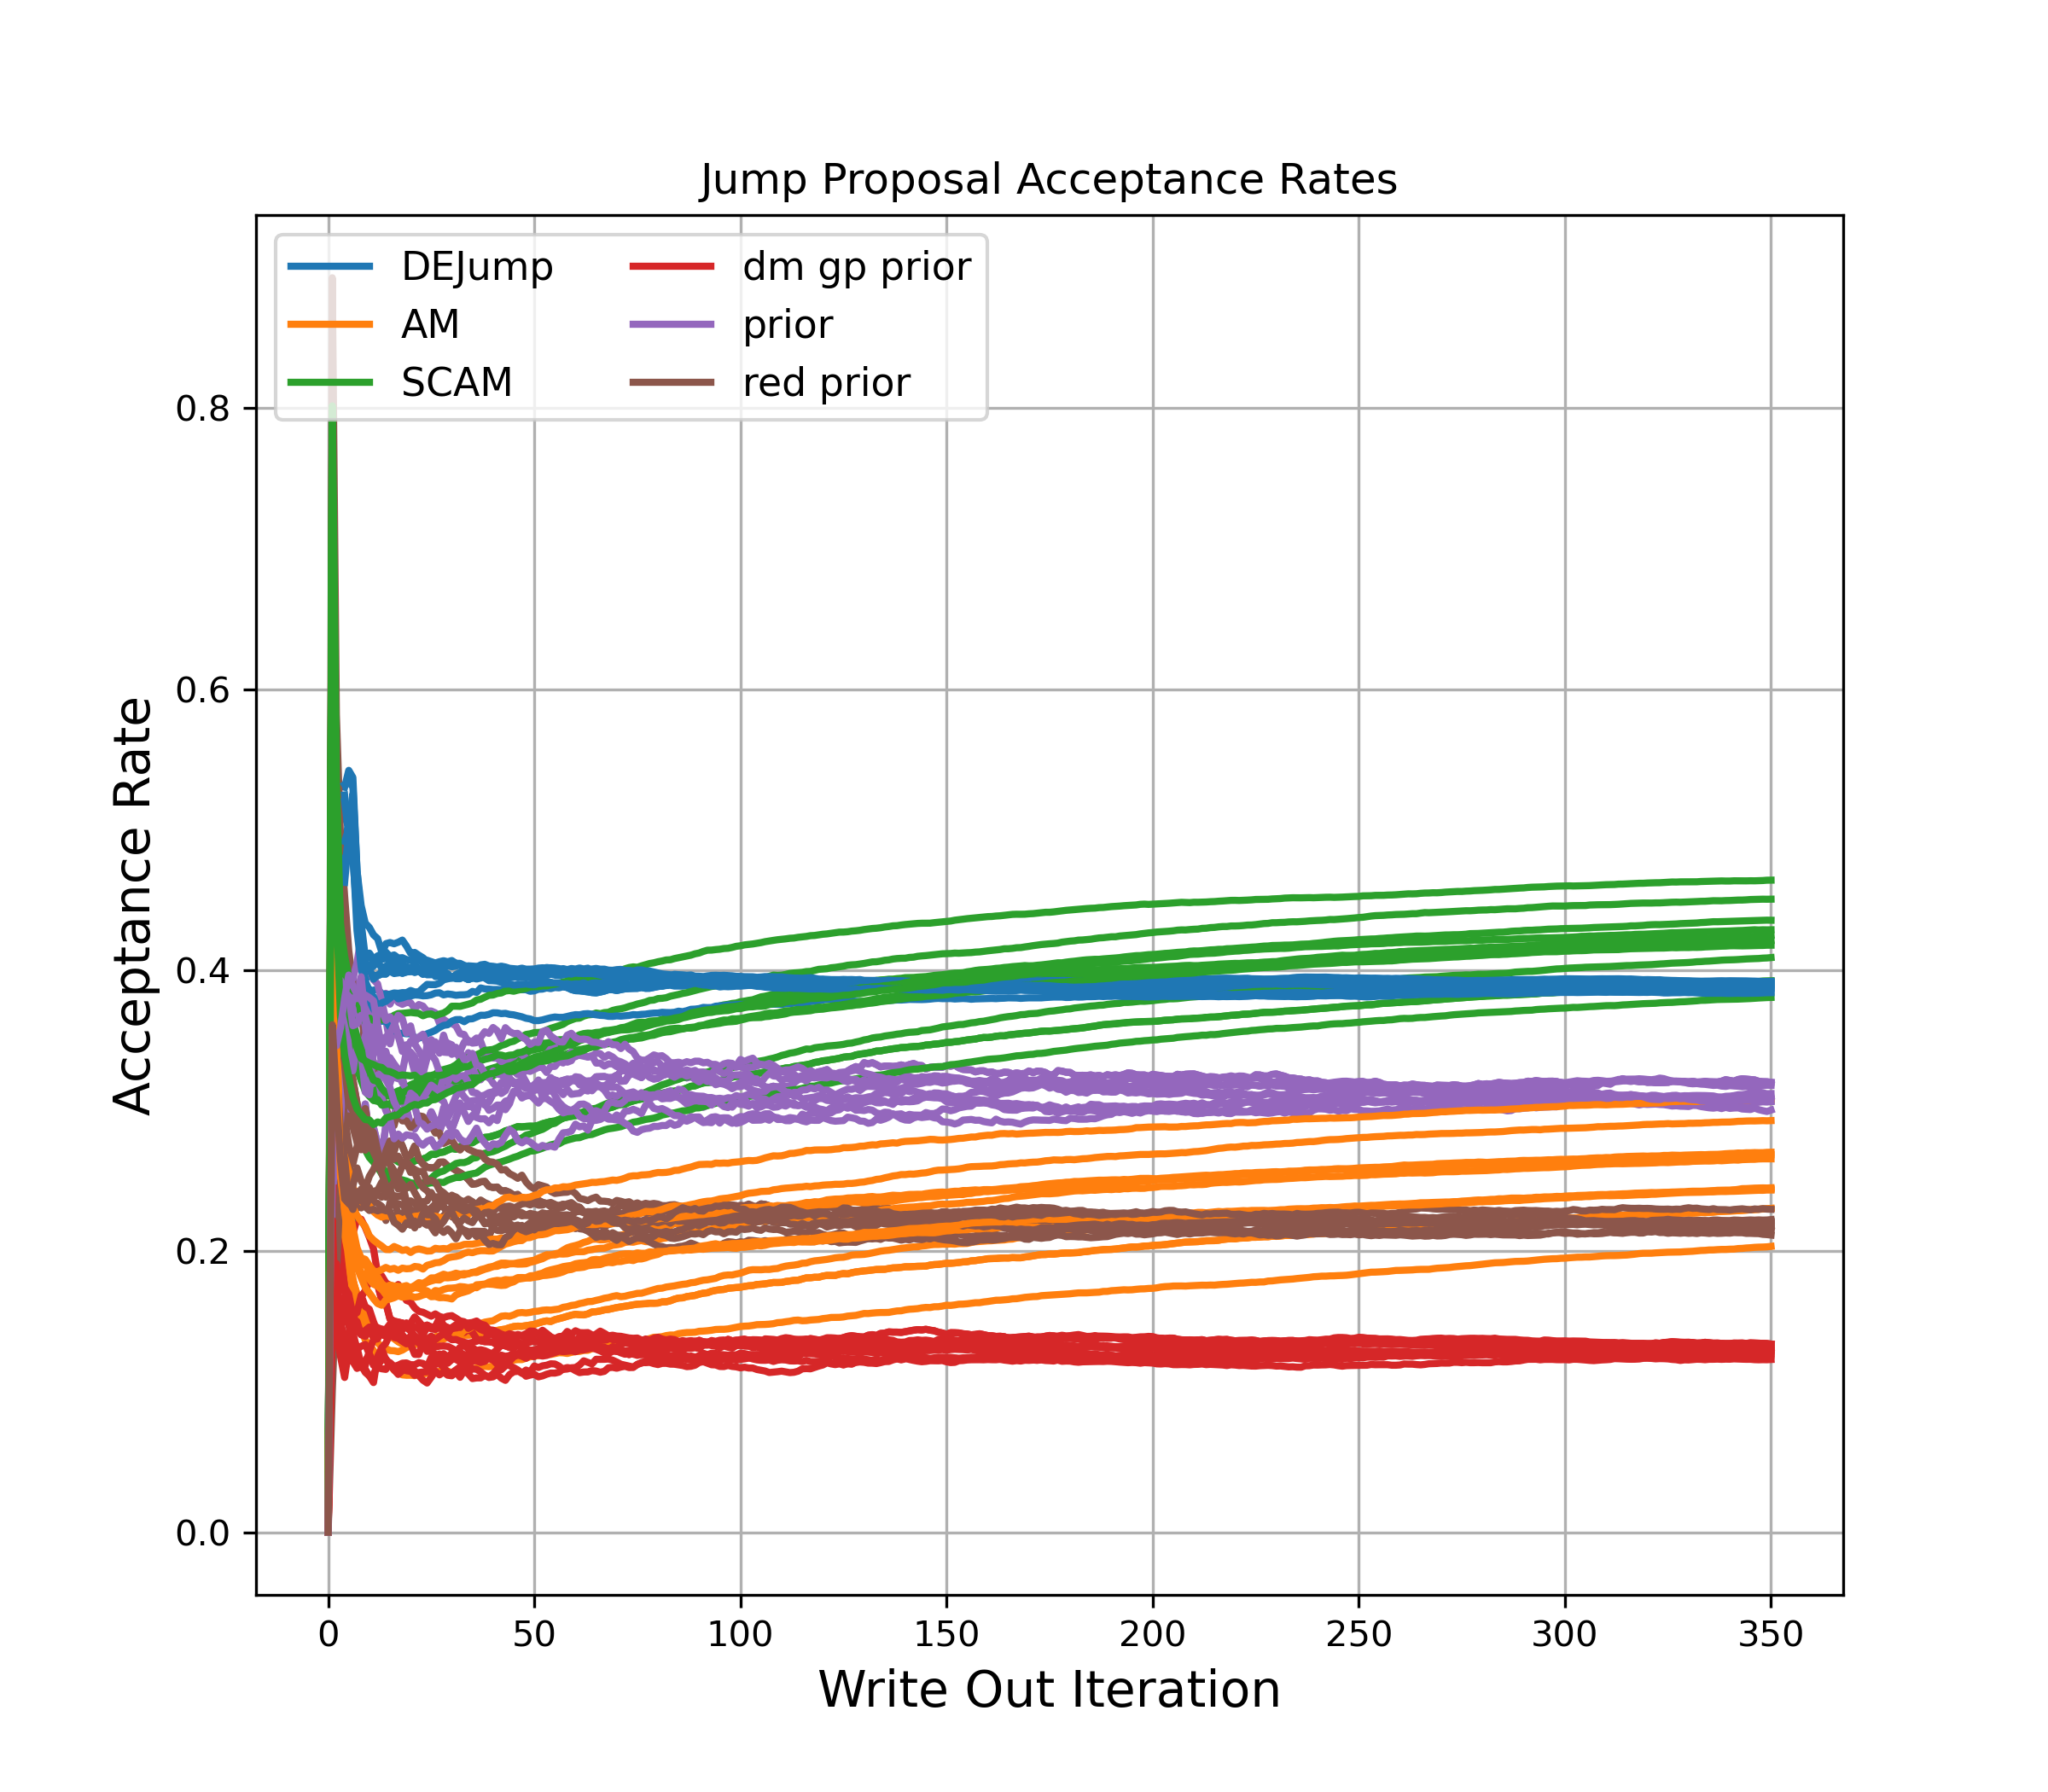 Jump Proposal Acceptance Rates
DEJump
AM
SCAM
dm gp prior
prior
red prior
Acceptance Rate
0.8
0.6
0.4
0.2
0.0
0 50 100 150 200 250 300 350
Write Out Iteration